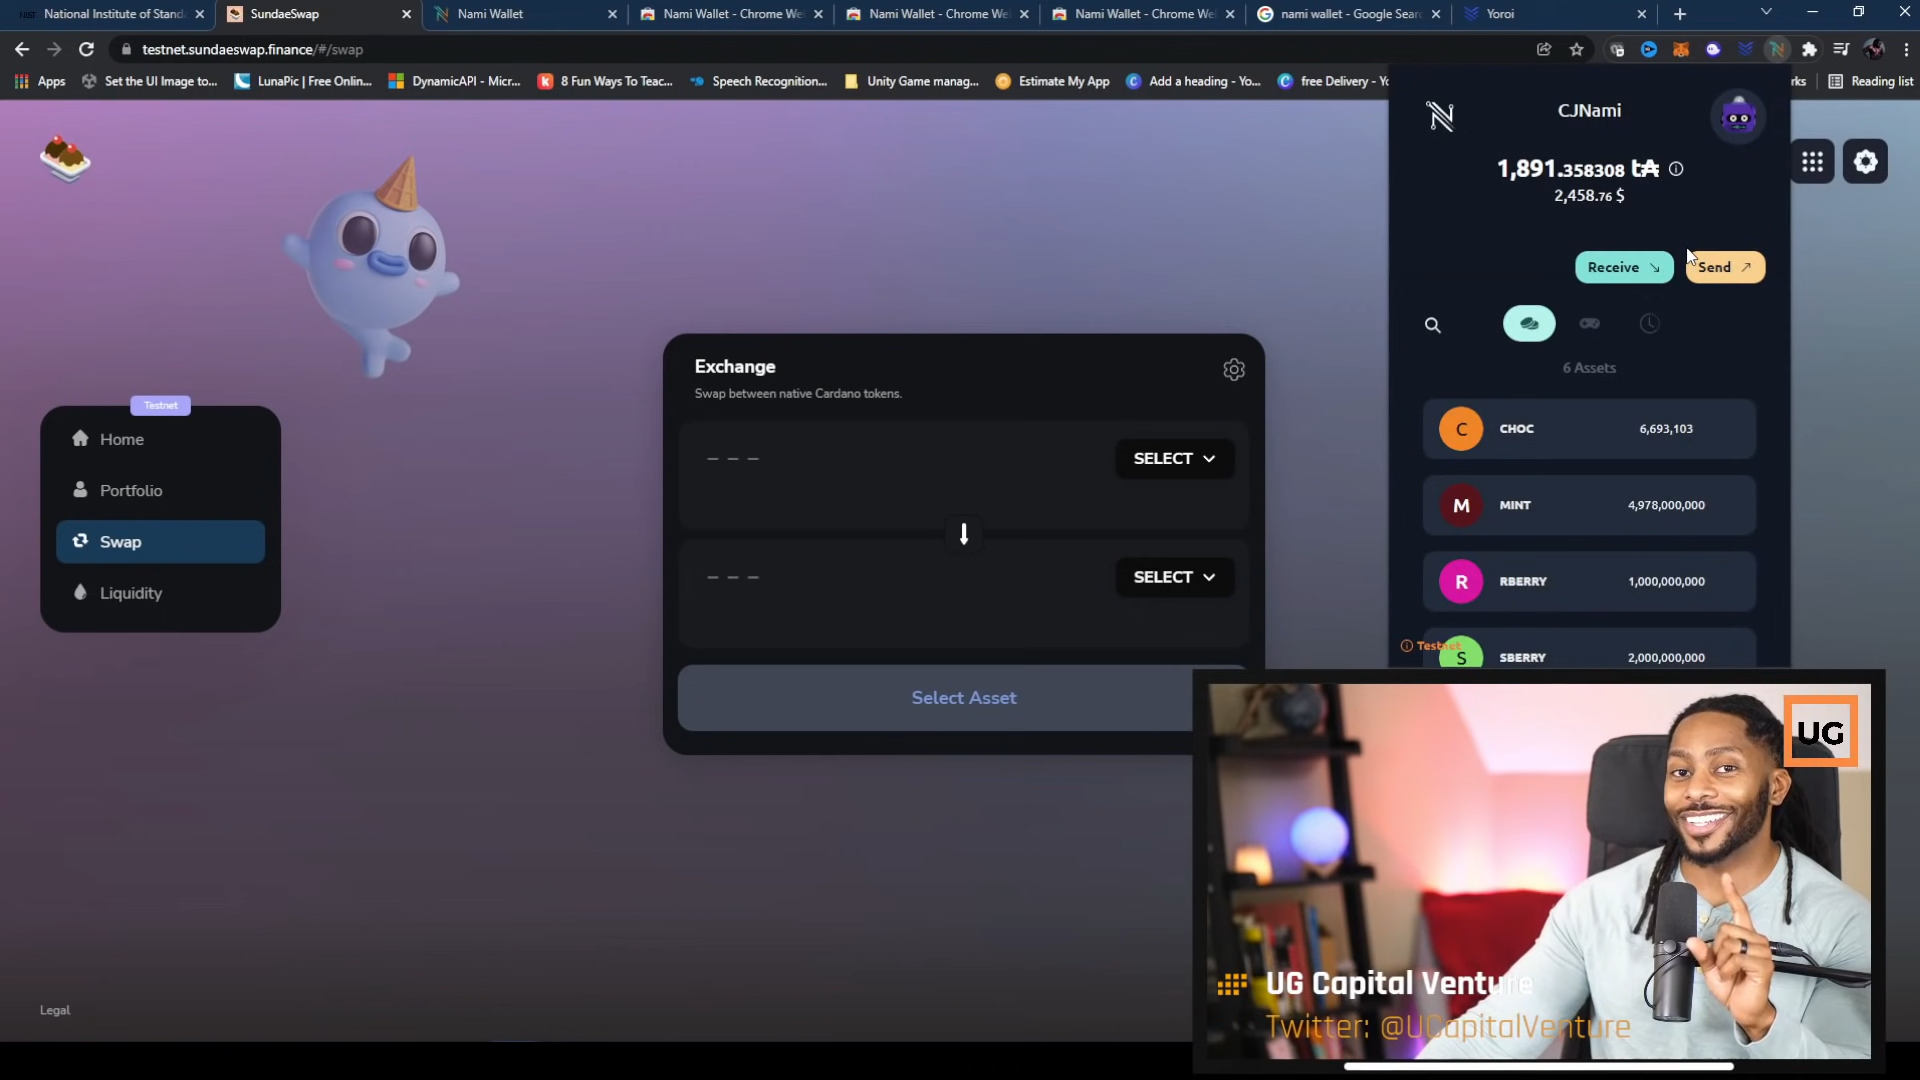 National Institute of Stand
SundaeSwap
Nami Wallet
Nami Wallet - Chrome We
Nami Wallet - Chrome We
Nami Wallet - Chrome We
nami wallet - Google Sear
Yoroi
testnet.sundaeswap.finance/#/swap
Apps
Set the UI Image to...
LunaPic | Free Onlin...
DynamicAPI - Micr...
8 Fun Ways To Teac...
Speech Recognition...
Unity Game manag...
Estimate My App
Add a heading - Yo...
free Delivery - Yo
rks
Reading list
CJNami
1,891.358308 t₳
2,458.76 $
Receive
Send
6 Assets
C CHOC 6,693,103
M MINT 4,978,000,000
R RBERRY 1,000,000,000
S SBERRY 2,000,000,000
Testnet
Testnet
Home
Portfolio
Swap
Liquidity
Exchange
Swap between native Cardano tokens.
SELECT
SELECT
Select Asset
Legal
UG
UG Capital Venture
Twitter: @UCapitalVenture